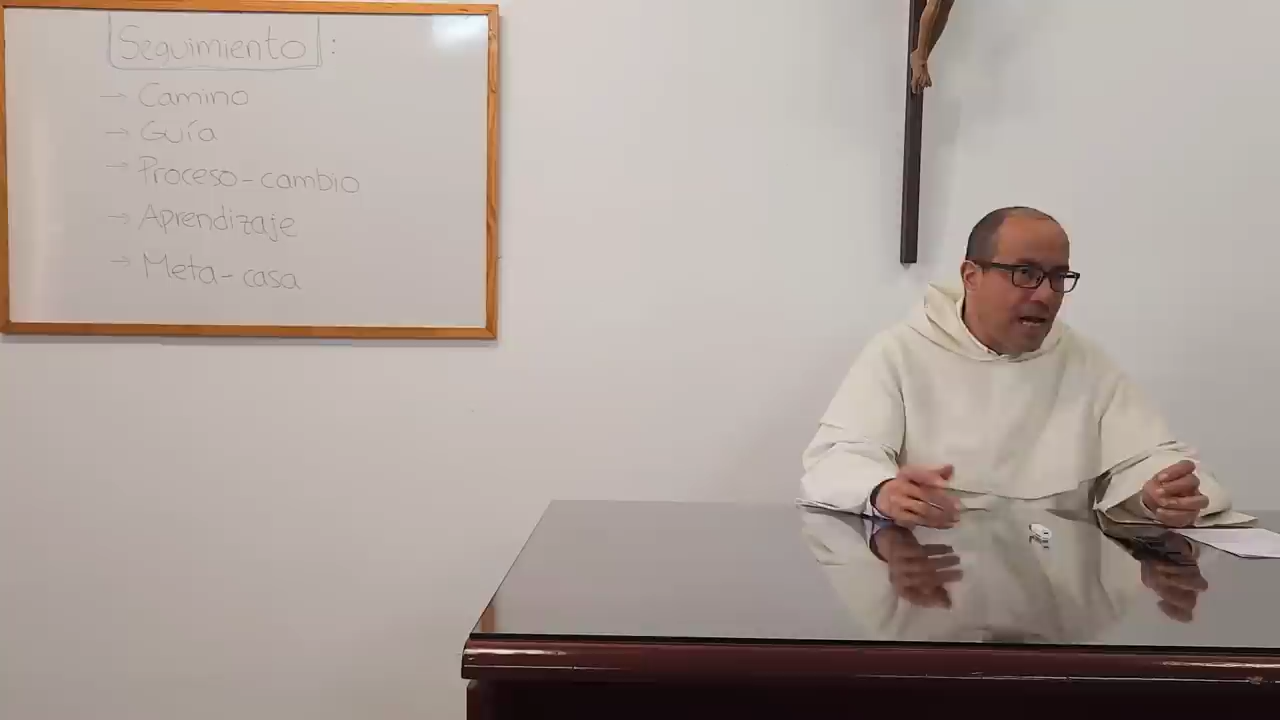 Seguimiento :
→ Camino
→ Guía
→ Proceso-cambio
→ Aprendizaje
→ Meta-casa